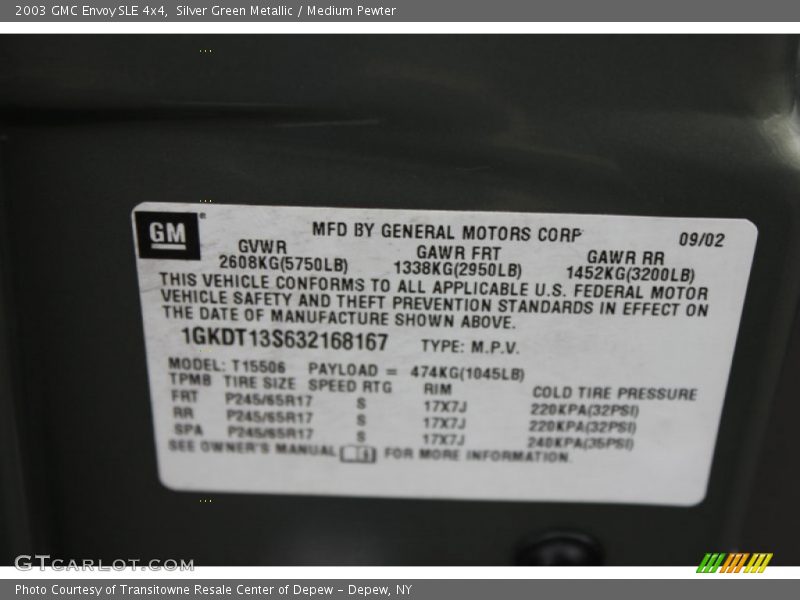 2003 GMC Envoy SLE 4x4, Silver Green Metallic / Medium Pewter
GM
MFD BY GENERAL MOTORS CORP 09/02
GVWR GAWR FRT GAWR RR
2608KG(5750LB) 1338KG(2950LB) 1452KG(3200LB)
THIS VEHICLE CONFORMS TO ALL APPLICABLE U.S. FEDERAL MOTOR
VEHICLE SAFETY AND THEFT PREVENTION STANDARDS IN EFFECT ON
THE DATE OF MANUFACTURE SHOWN ABOVE.
1GKDT13S632168167 TYPE: M.P.V.
MODEL: T15506 PAYLOAD = 474KG(1045LB)
TPMB TIRE SIZE SPEED RTG RIM COLD TIRE PRESSURE
FRT P245/65R17 S 17X7J 220KPA(32PSI)
RR P245/65R17 S 17X7J 220KPA(32PSI)
SPA P245/65R17 S 17X7J 240KPA(35PSI)
SEE OWNER'S MANUAL FOR MORE INFORMATION.
GTCARLOT.COM
Photo Courtesy of Transitowne Resale Center of Depew – Depew, NY